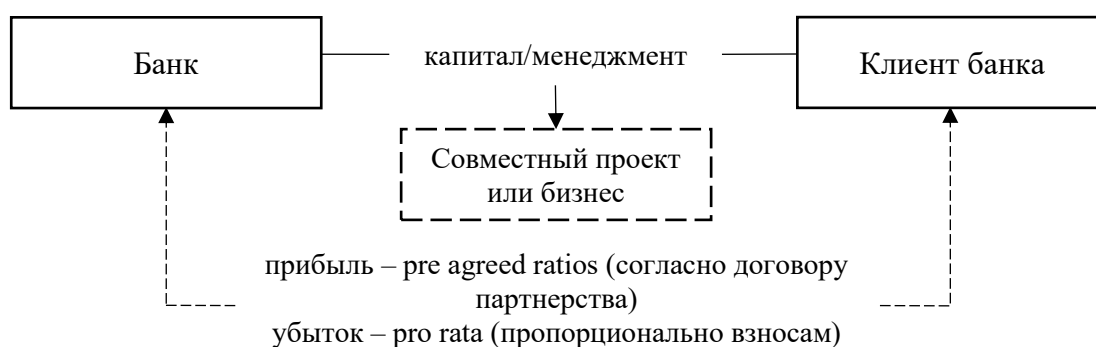 Банк
капитал/менеджмент
Клиент банка
Совместный проект
или бизнес
прибыль – pre agreed ratios (согласно договору
партнерства)
убыток – pro rata (пропорционально взносам)